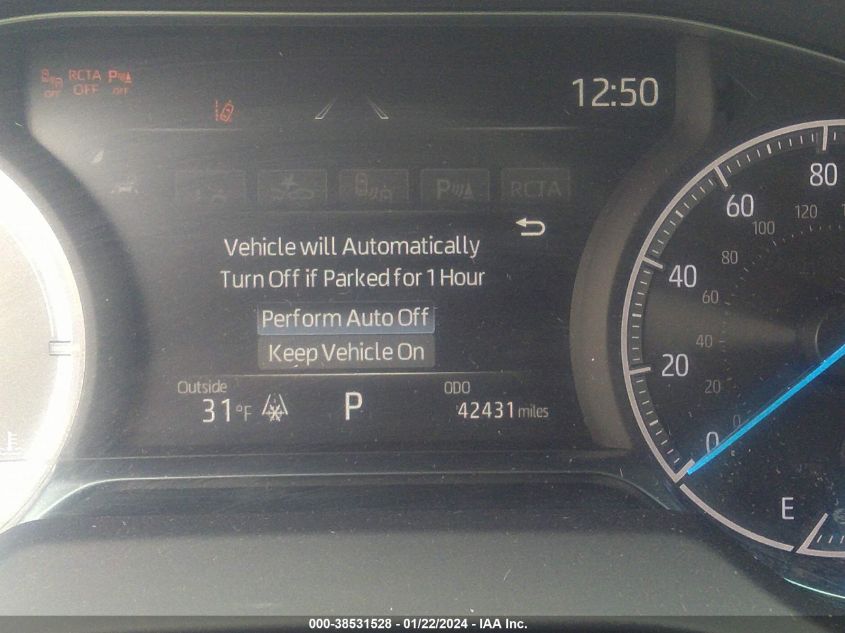 RCTA
OFF
OFF
OFF
12:50
RCTA
Vehicle will Automatically
Turn Off if Parked for 1 Hour
Perform Auto Off
Keep Vehicle On
Outside
31°F
P
ODO
42431 miles
80
60
40
20
0
120
100
80
60
40
20
0
E
000-38531528 - 01/22/2024 - IAA Inc.